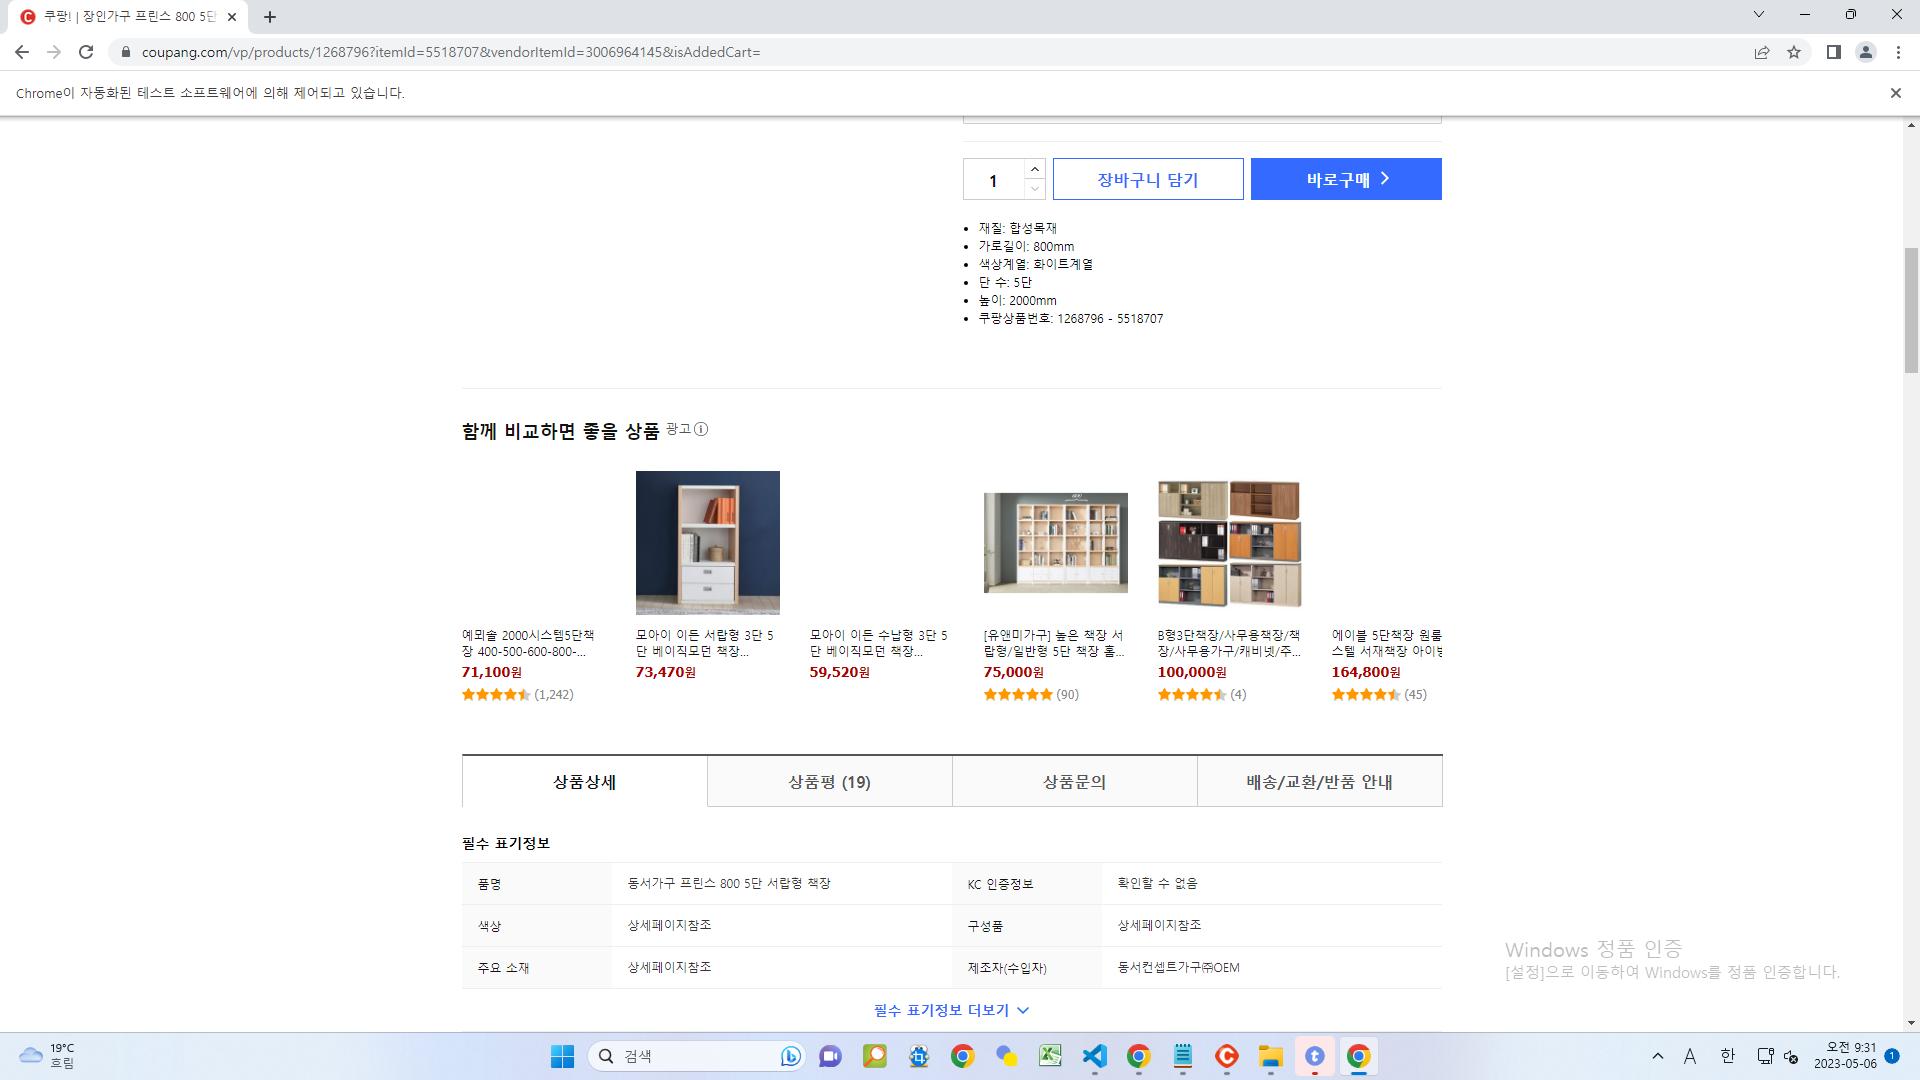 쿠팡! | 장인가구 프린스 800 5단
coupang.com/vp/products/1268796?itemId=5518707&vendorItemId=3006964145&isAddedCart=
Chrome이 자동화된 테스트 소프트웨어에 의해 제어되고 있습니다.
1
장바구니 담기
바로구매
재질: 합성목재
가로길이: 800mm
색상계열: 화이트계열
단 수: 5단
높이: 2000mm
쿠팡상품번호: 1268796 - 5518707
함께 비교하면 좋을 상품 광고
예뫼솔 2000시스템5단책
장 400-500-600-800-...
71,100원
(1,242)
모아이 이든 서랍형 3단 5
단 베이직모던 책장...
73,470원
모아이 이든 수납형 3단 5
단 베이직모던 책장...
59,520원
[유앤미가구] 높은 책장 서
랍형/일반형 5단 책장 홈...
75,000원
(90)
B형3단책장/사무용책장/책
장/사무용가구/캐비넷/주...
100,000원
(4)
에이블 5단책장 원룸
스텔 서재책장 아이방
164,800원
(45)
상품상세
상품평 (19)
상품문의
배송/교환/반품 안내
필수 표기정보
품명
동서가구 프린스 800 5단 서랍형 책장
KC 인증정보
확인할 수 없음
색상
상세페이지참조
구성품
상세페이지참조
주요 소재
상세페이지참조
제조자(수입자)
동서컨셉트가구㈜OEM
필수 표기정보 더보기
Windows 정품 인증
[설정]으로 이동하여 Windows를 정품 인증합니다.
19°C
흐림
검색
A
한
오전 9:31
2023-05-06
1